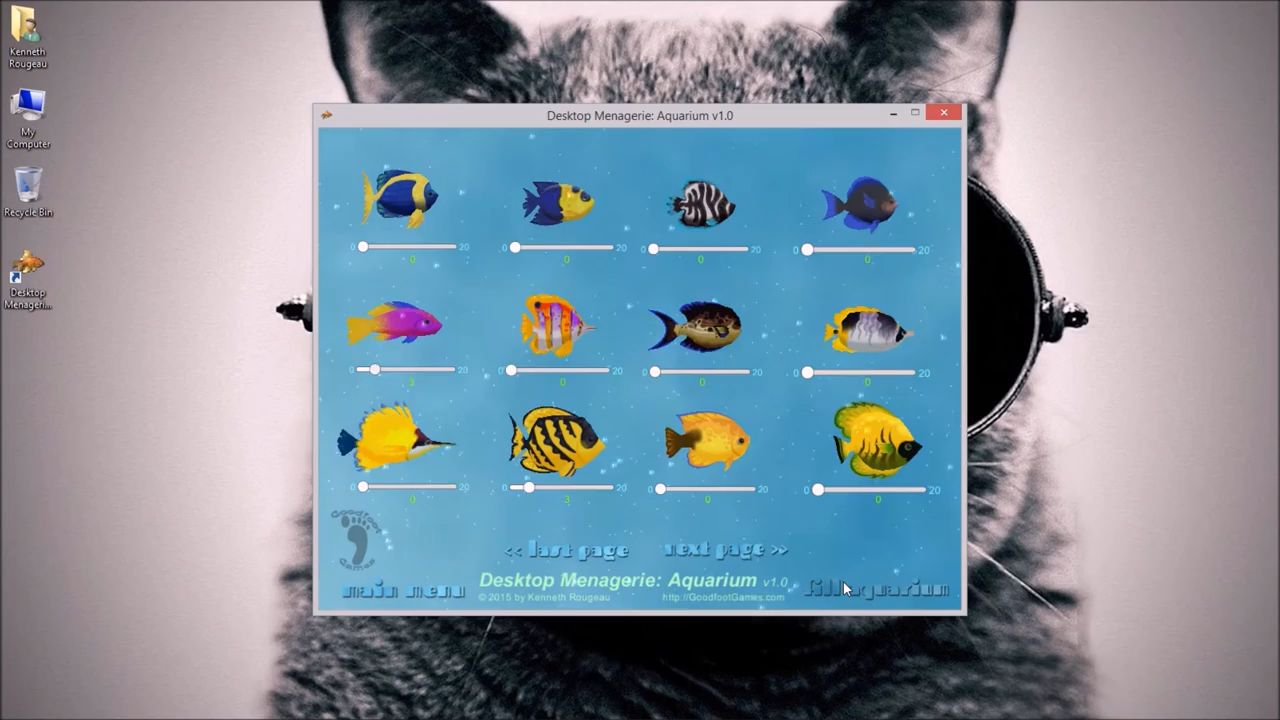 Kenneth
Rougeau
My
Computer
Recycle Bin
Desktop
Menageri...
Desktop Menagerie: Aquarium v1.0
0 20 0 20 0 20 0 20
0 0 0 0
0 20 0 20 0 20 0 20
3 0 0 0
0 20 0 20 0 20 0 20
0 3 0 0
Goodfoot
Games
<< last page next page >>
main menu
Desktop Menagerie: Aquarium v1.0
fill aquarium
© 2015 by Kenneth Rougeau http://GoodfootGames.com